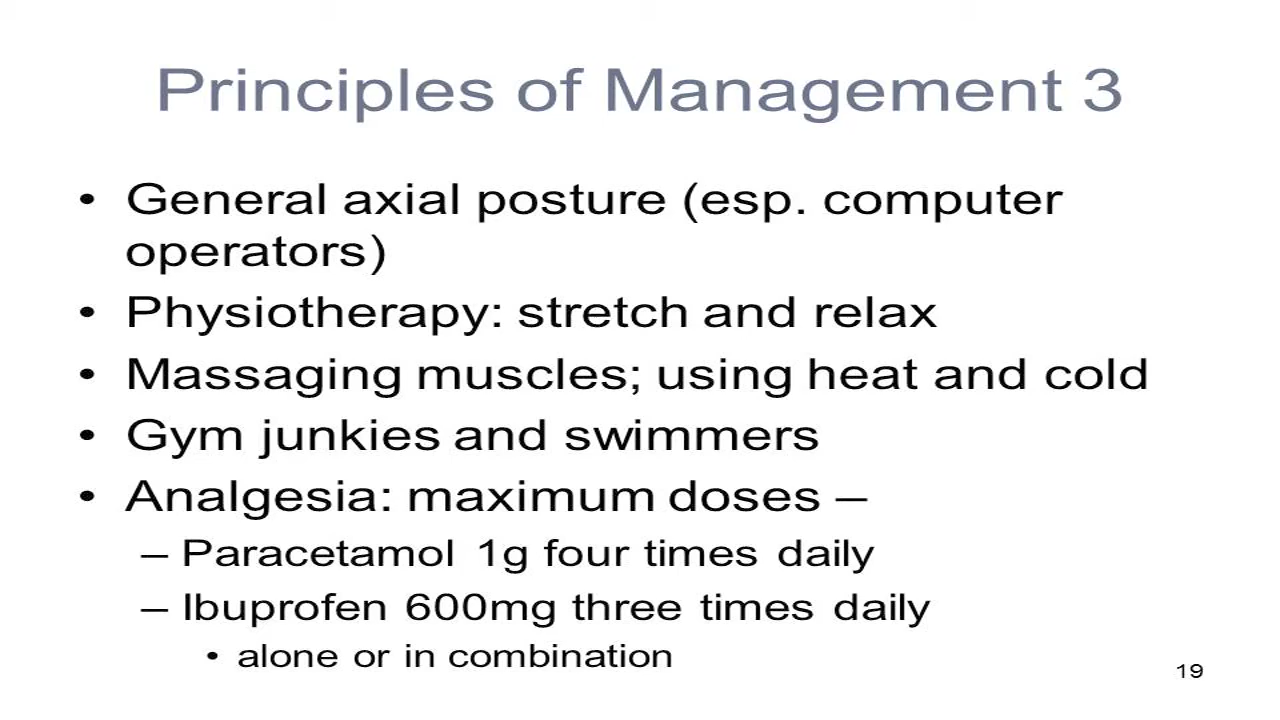 Principles of Management 3
• General axial posture (esp. computer
operators)
• Physiotherapy: stretch and relax
• Massaging muscles; using heat and cold
• Gym junkies and swimmers
• Analgesia: maximum doses –
– Paracetamol 1g four times daily
– Ibuprofen 600mg three times daily
• alone or in combination
19